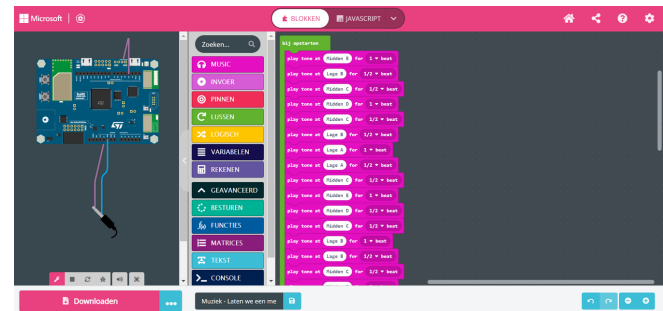 Microsoft
BLOKKEN
JAVASCRIPT
Zoeken...
MUSIC
INVOER
PINNEN
LUSSEN
LOGISCH
VARIABELEN
REKENEN
GEAVANCEERD
BESTUREN
FUNCTIES
MATRICES
TEKST
CONSOLE
bij opstarten
play tone at Midden E for 1 beat
play tone at Lage B for 1/2 beat
play tone at Midden C for 1/2 beat
play tone at Midden D for 1 beat
play tone at Midden C for 1/2 beat
play tone at Lage B for 1/2 beat
play tone at Lage A for 1 beat
play tone at Lage A for 1/2 beat
play tone at Midden C for 1/2 beat
play tone at Midden E for 1 beat
play tone at Midden D for 1/2 beat
play tone at Midden C for 1/2 beat
play tone at Lage B for 1 beat
play tone at Lage B for 1/2 beat
play tone at Midden C for 1/2 beat
Downloaden
Muziek - Laten we een me